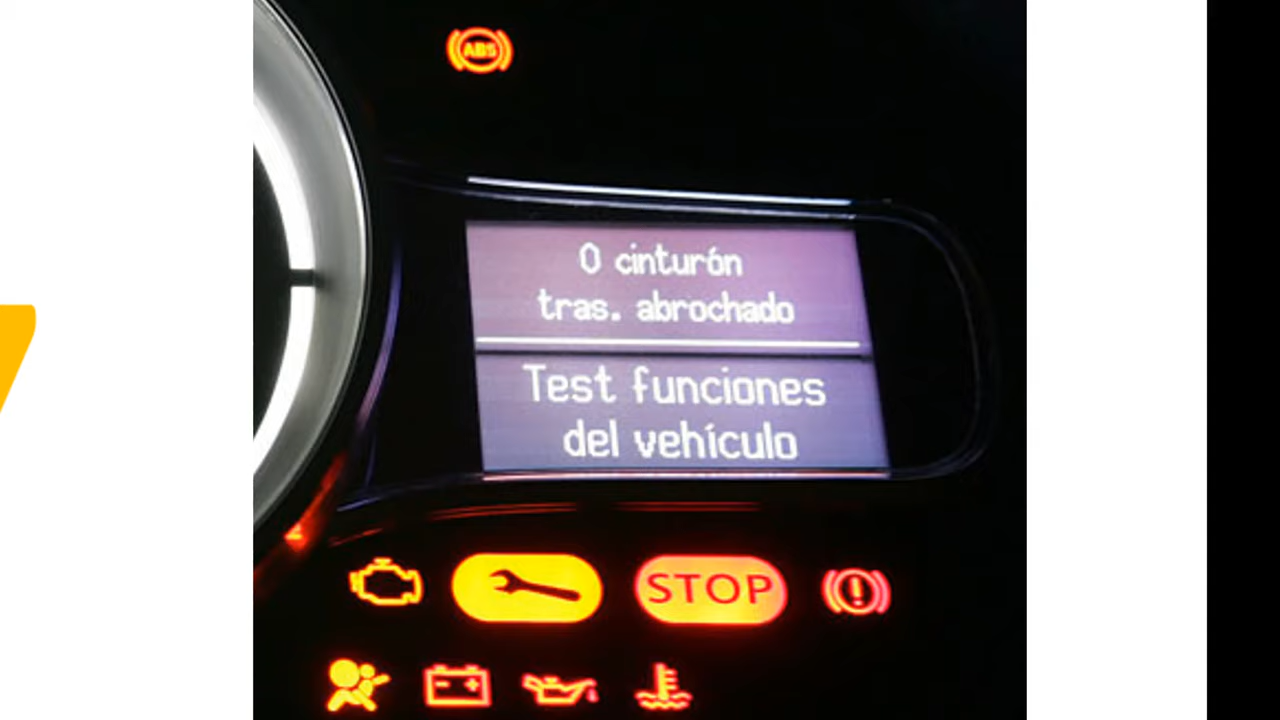 ABS
0 cinturón
tras. abrochado
Test funciones
del vehículo
STOP